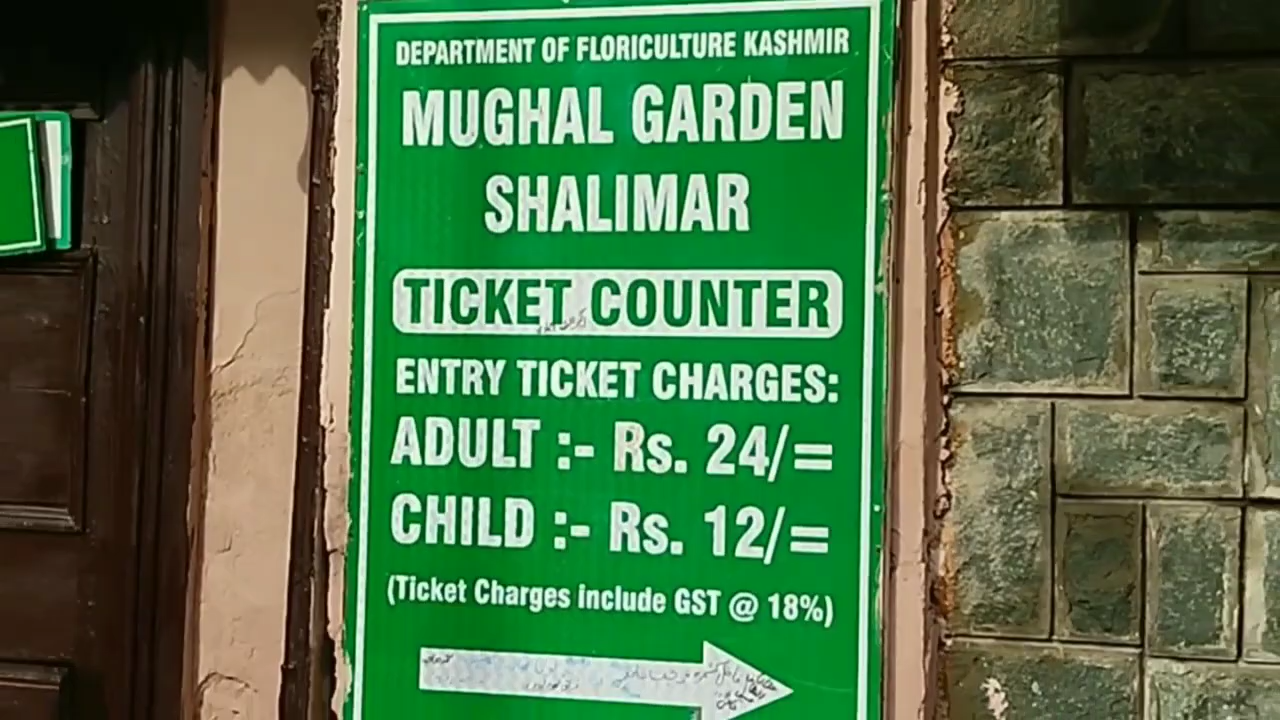 DEPARTMENT OF FLORICULTURE KASHMIR
MUGHAL GARDEN
SHALIMAR
TICKET COUNTER
ENTRY TICKET CHARGES:
ADULT :- Rs. 24/=
CHILD :- Rs. 12/=
(Ticket Charges include GST @ 18%)